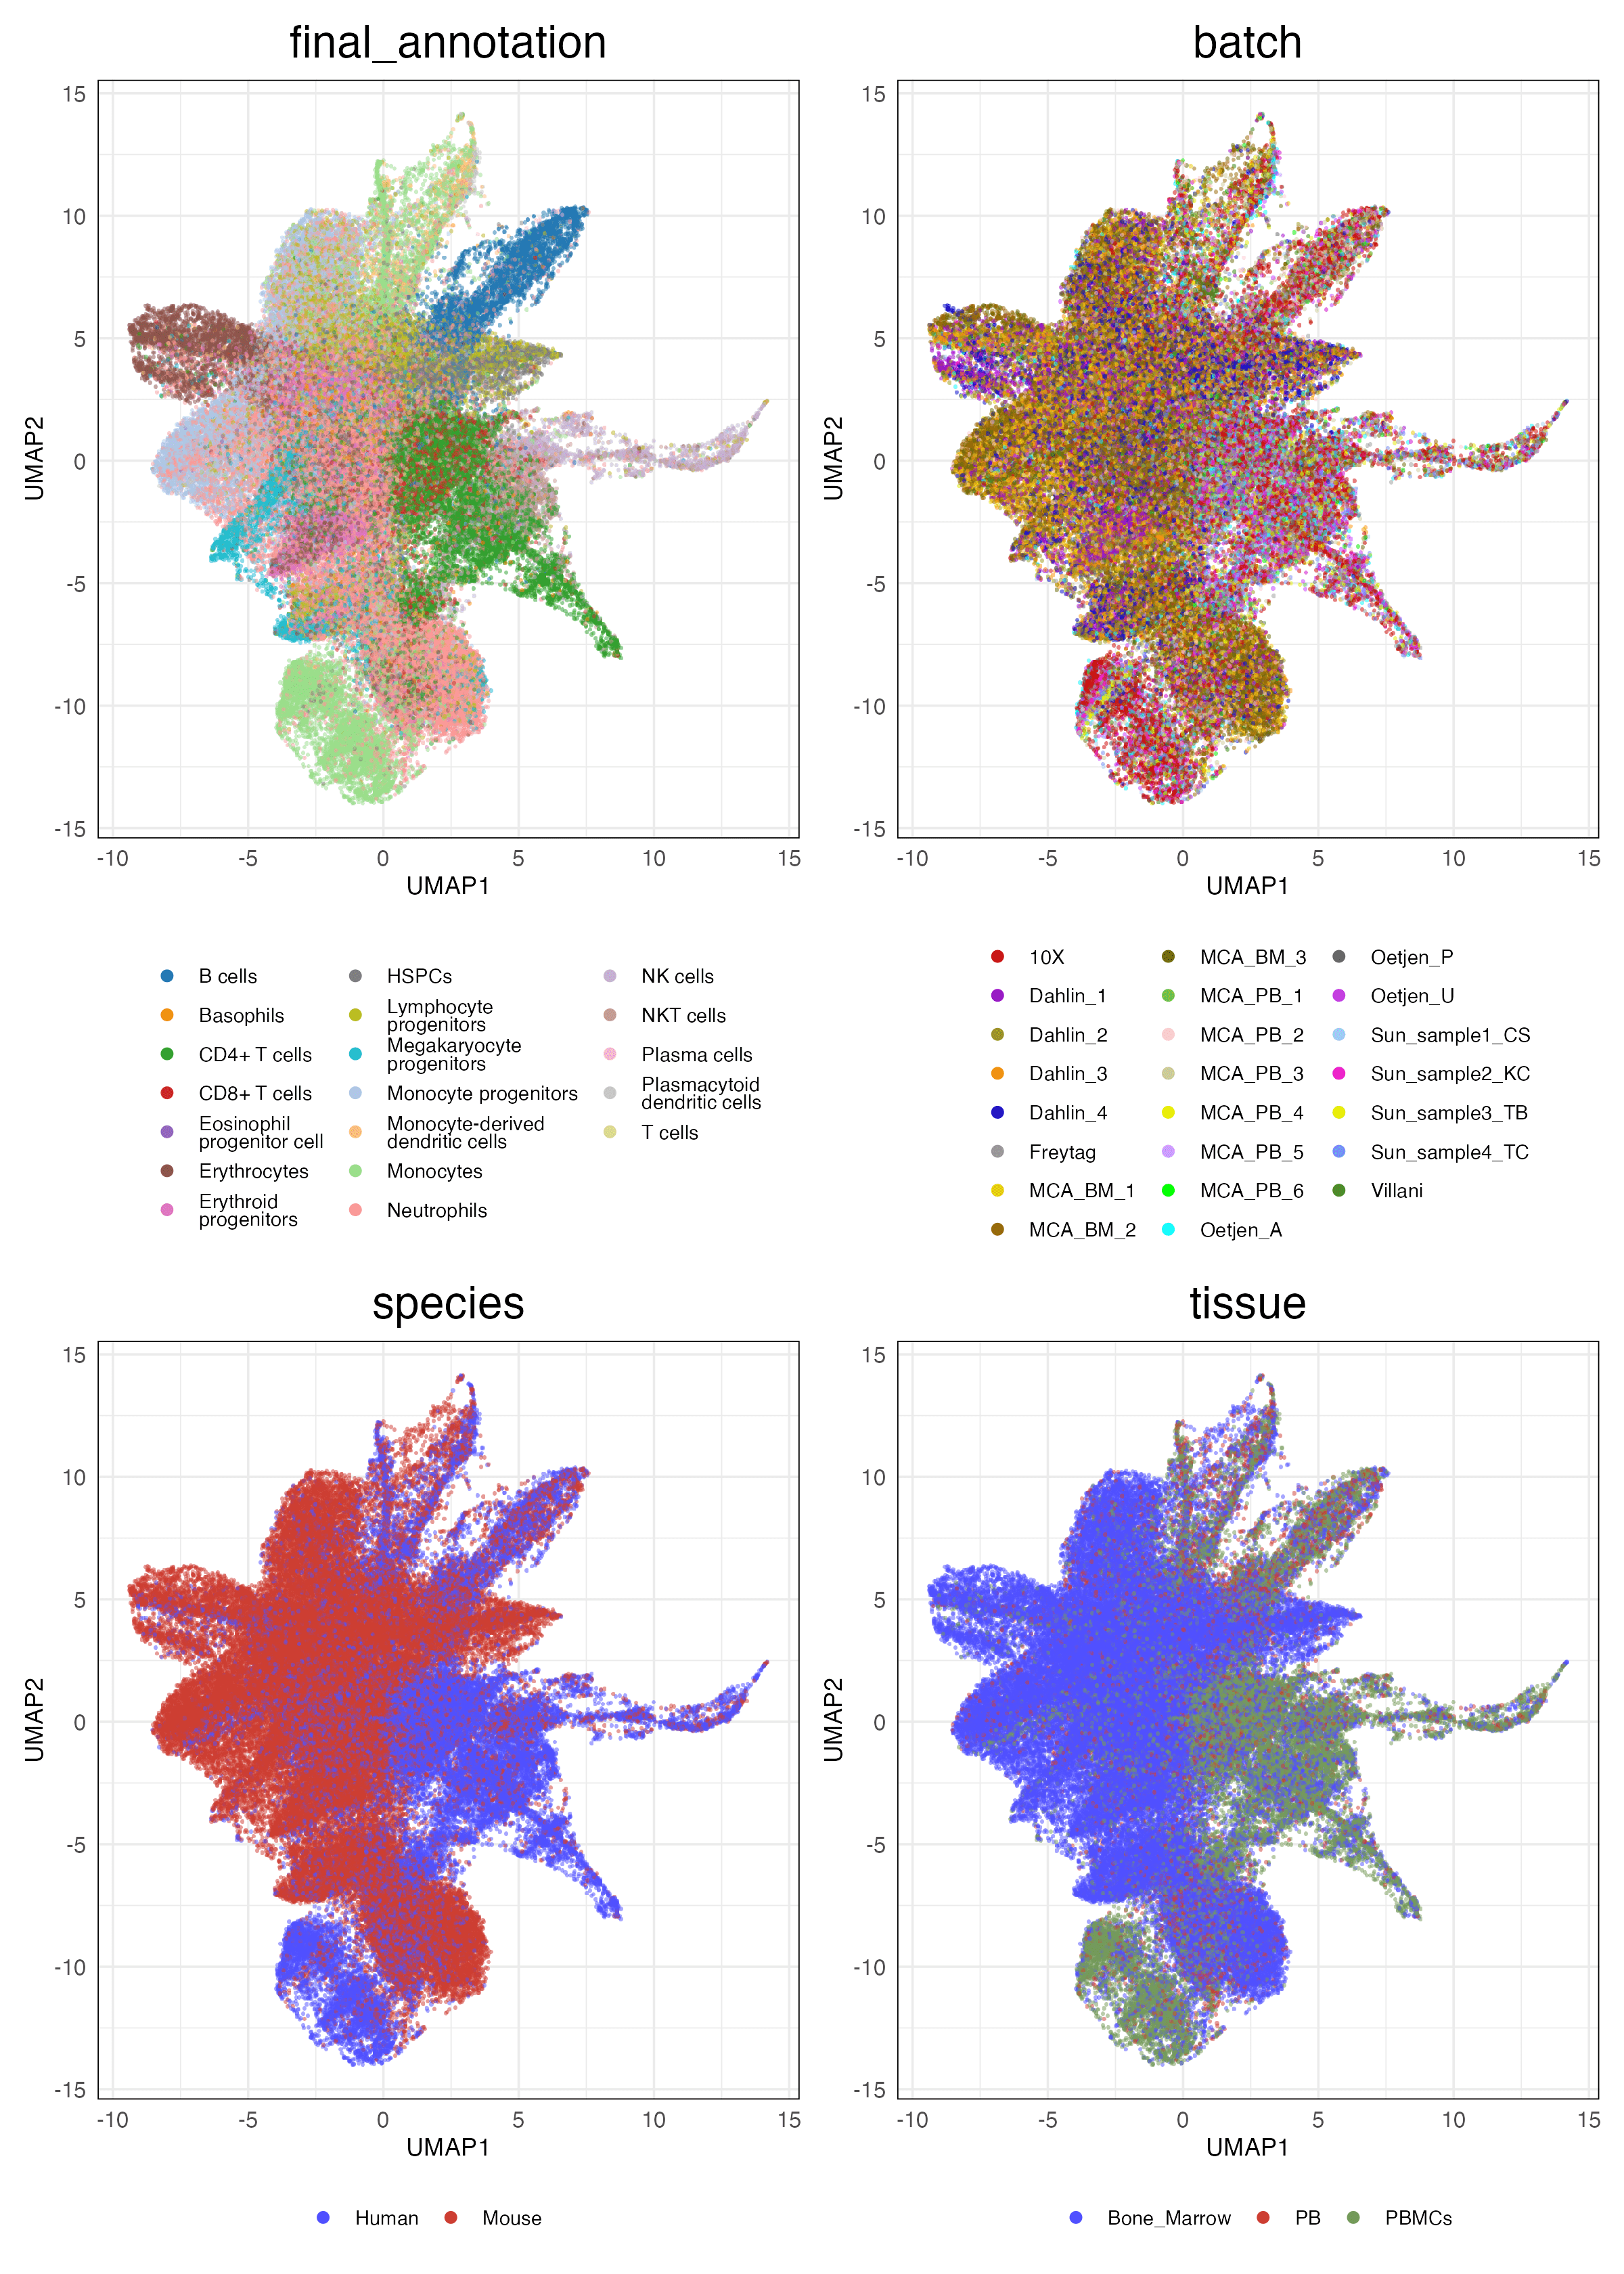 final_annotation
batch
15
10
5
0
-5
-10
-15
UMAP2
-10 -5 0 5 10 15
UMAP1
15
10
5
0
-5
-10
-15
UMAP2
-10 -5 0 5 10 15
UMAP1
B cells
Basophils
CD4+ T cells
CD8+ T cells
Eosinophil
progenitor cell
Erythrocytes
Erythroid
progenitors
HSPCs
Lymphocyte
progenitors
Megakaryocyte
progenitors
Monocyte progenitors
Monocyte-derived
dendritic cells
Monocytes
Neutrophils
NK cells
NKT cells
Plasma cells
Plasmacytoid
dendritic cells
T cells
10X
Dahlin_1
Dahlin_2
Dahlin_3
Dahlin_4
Freytag
MCA_BM_1
MCA_BM_2
MCA_BM_3
MCA_PB_1
MCA_PB_2
MCA_PB_3
MCA_PB_4
MCA_PB_5
MCA_PB_6
Oetjen_A
Oetjen_P
Oetjen_U
Sun_sample1_CS
Sun_sample2_KC
Sun_sample3_TB
Sun_sample4_TC
Villani
species
tissue
15
10
5
0
-5
-10
-15
UMAP2
-10 -5 0 5 10 15
UMAP1
15
10
5
0
-5
-10
-15
UMAP2
-10 -5 0 5 10 15
UMAP1
Human Mouse
Bone_Marrow PB PBMCs